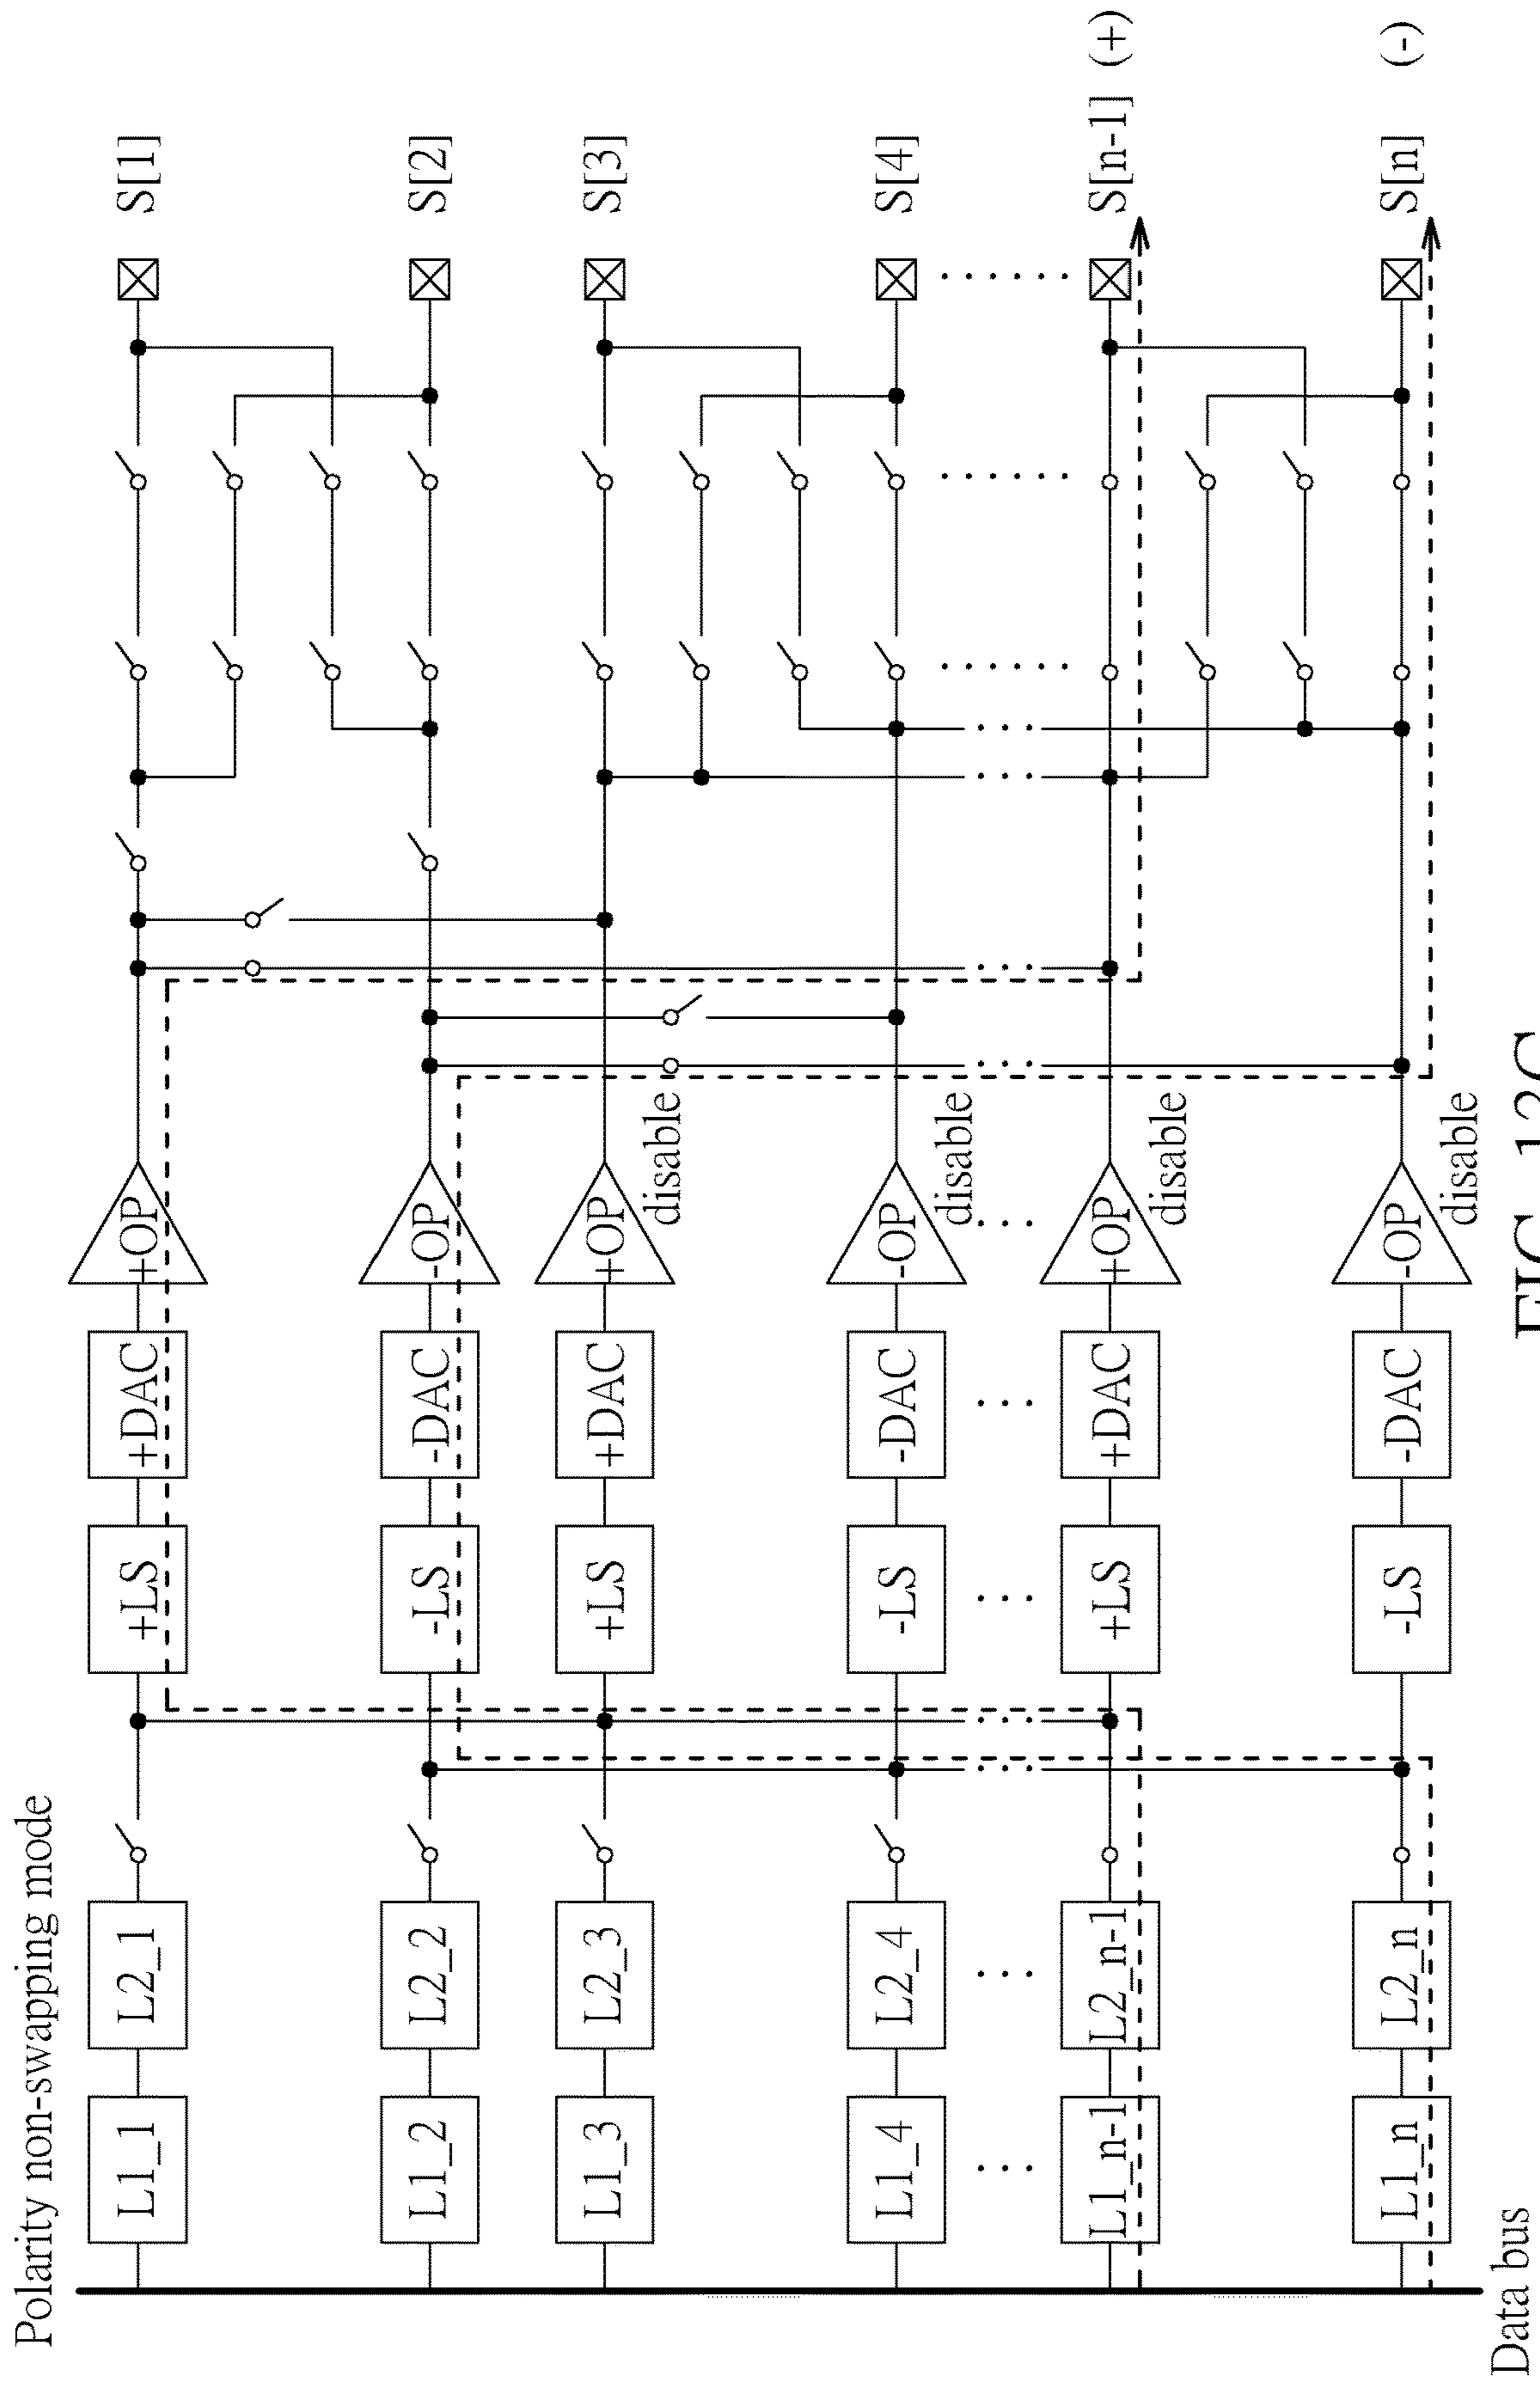 Polarity non-swapping mode
L1_1 L2_1 +LS +DAC +OP S[1]
L1_2 L2_2 -LS -DAC -OP S[2]
L1_3 L2_3 +LS +DAC +OP S[3]
disable
L1_4 L2_4 -LS -DAC -OP S[4]
disable
L1_n-1 L2_n-1 +LS +DAC +OP S[n-1] (+)
disable
L1_n L2_n -LS -DAC -OP S[n] (-)
disable
Data bus